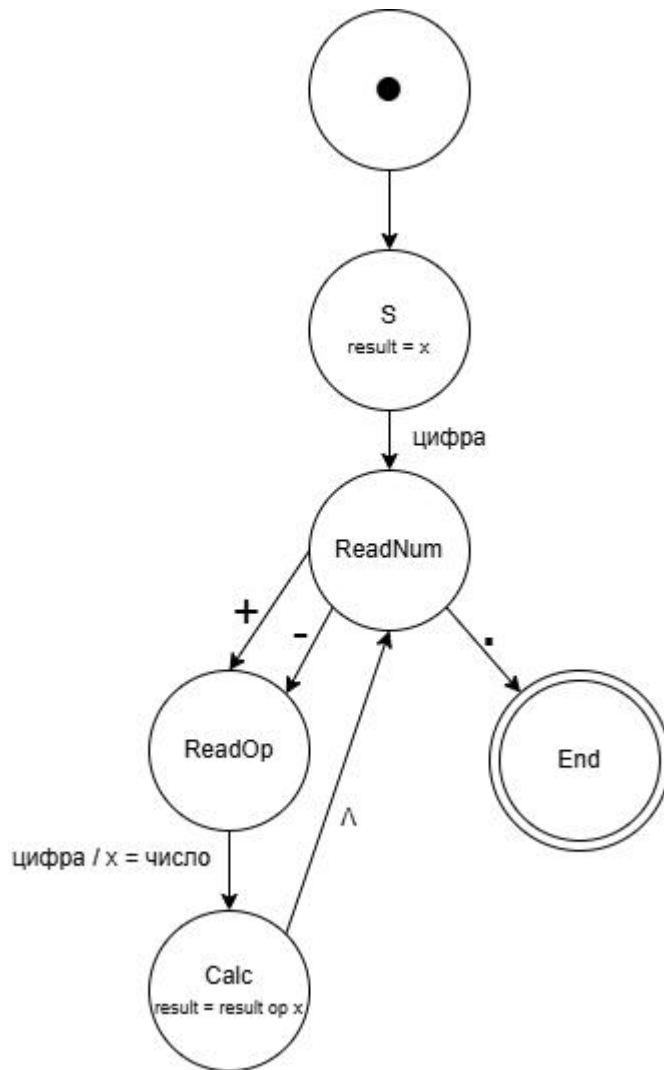 S
result = x
цифра
ReadNum
+
-
.
ReadOp
End
Λ
цифра / x = число
Calc
result = result op x